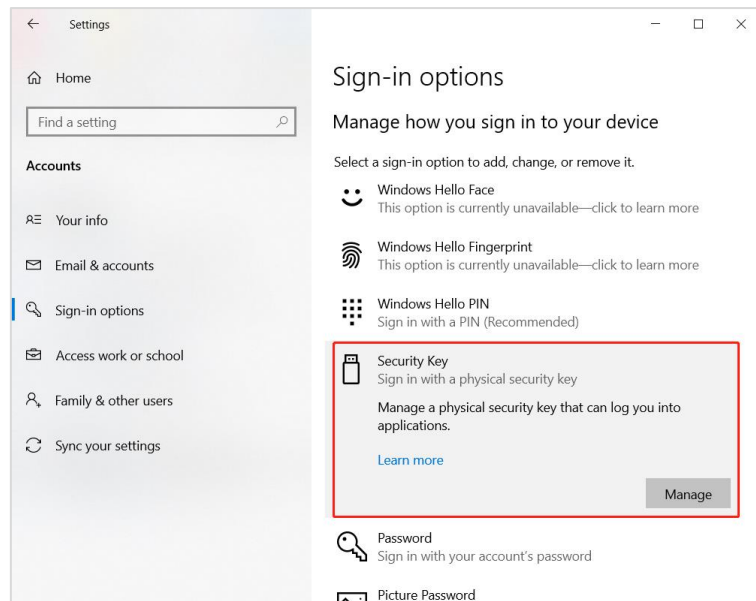 Settings
Home
Find a setting
Accounts
Your info
Email & accounts
Sign-in options
Access work or school
Family & other users
Sync your settings
Sign-in options
Manage how you sign in to your device
Select a sign-in option to add, change, or remove it.
Windows Hello Face
This option is currently unavailable—click to learn more
Windows Hello Fingerprint
This option is currently unavailable—click to learn more
Windows Hello PIN
Sign in with a PIN (Recommended)
Security Key
Sign in with a physical security key
Manage a physical security key that can log you into
applications.
Learn more
Manage
Password
Sign in with your account's password
Picture Password